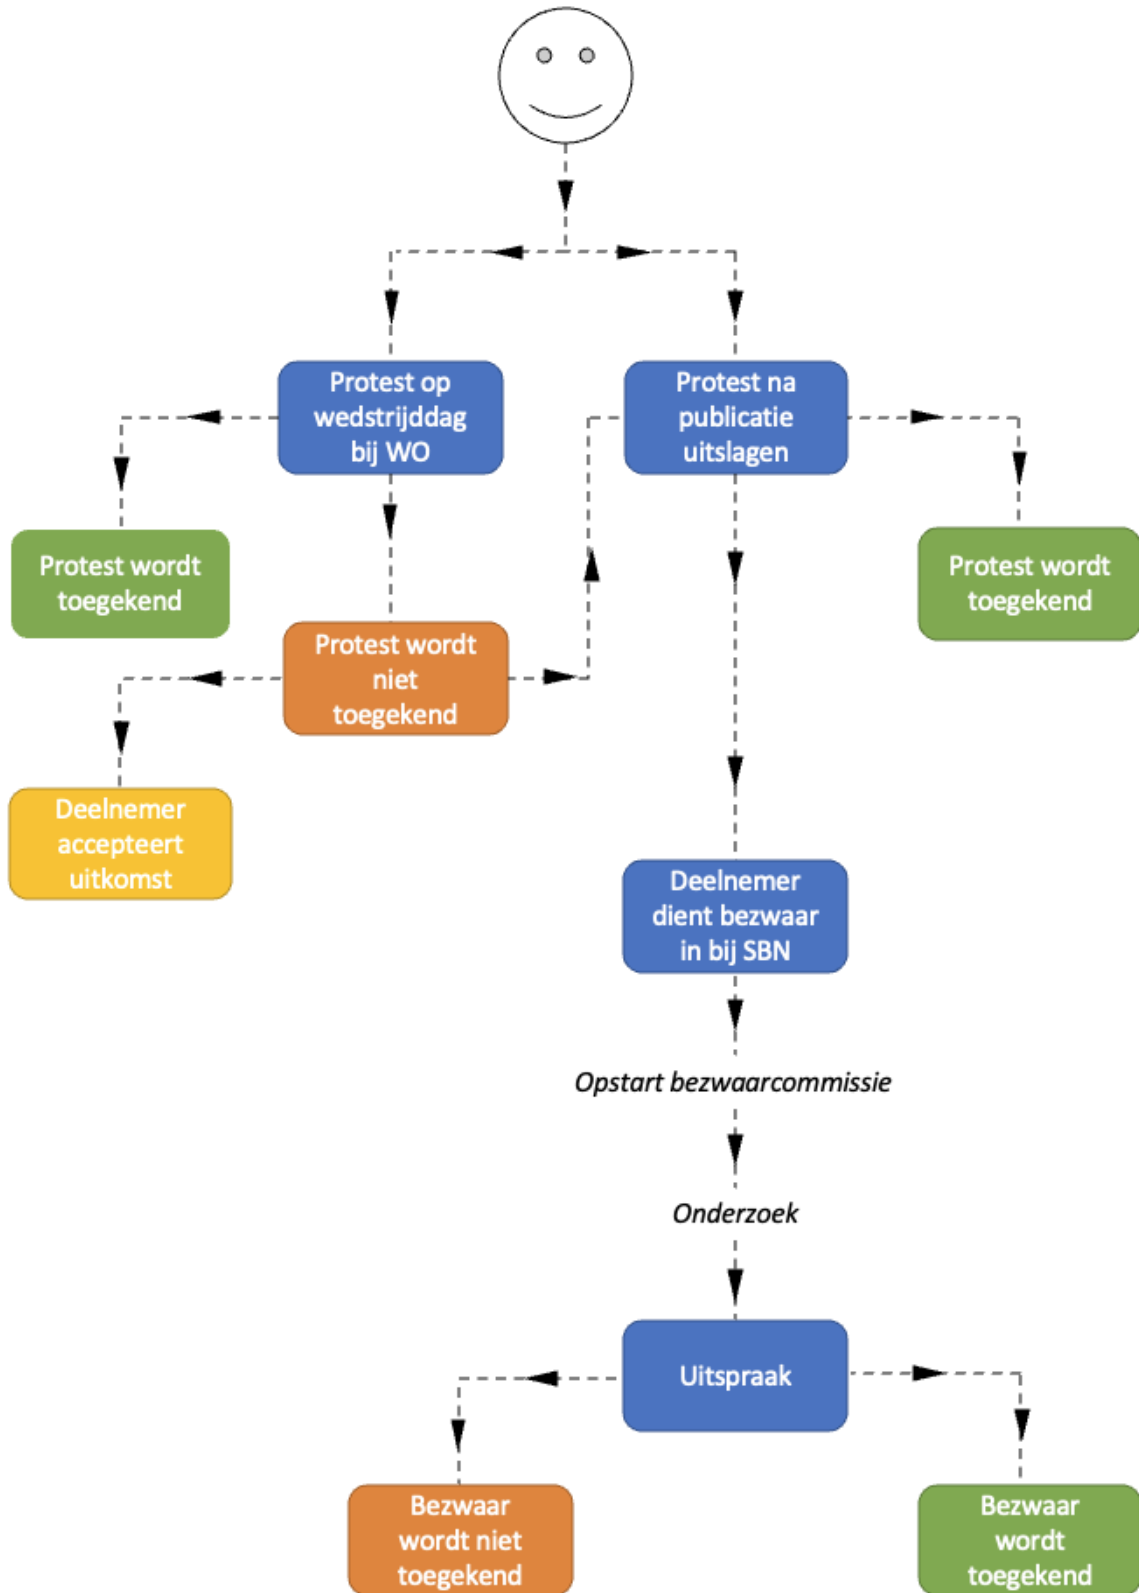 Protest op
wedstrijddag
bij WO
Protest na
publicatie
uitslagen
Protest wordt
toegekend
Protest wordt
toegekend
Protest wordt
niet
toegekend
Deelnemer
accepteert
uitkomst
Deelnemer
dient bezwaar
in bij SBN
Opstart bezwaarcommissie
Onderzoek
Uitspraak
Bezwaar
wordt niet
toegekend
Bezwaar
wordt
toegekend